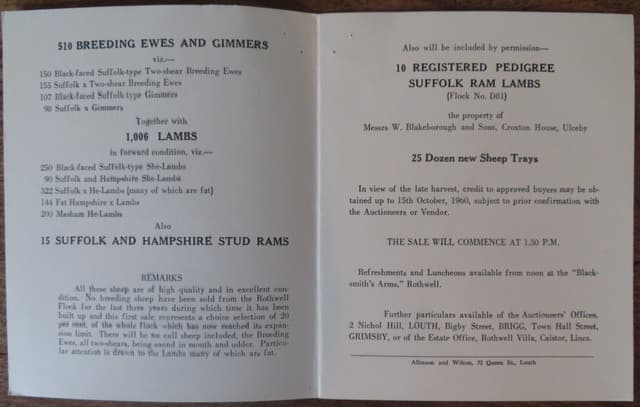 510 BREEDING EWES AND GIMMERS
viz.—
150 Black-faced Suffolk-type Two-shear Breeding Ewes
155 Suffolk x Two-shear Breeding Ewes
107 Black-faced Suffolk-type Gimmers
98 Suffolk x Gimmers
Together with
1,006 LAMBS
in forward condition, viz.—
250 Black-faced Suffolk-type She-Lambs
90 Suffolk and Hampshire She-Lambs
322 Suffolk x He-Lambs (many of which are fat)
144 Fat Hampshire x Lambs
200 Masham He-Lambs
Also
15 SUFFOLK AND HAMPSHIRE STUD RAMS
REMARKS
All these sheep are of high quality and in excellent con-
dition. No breeding sheep have been sold from the Rothwell
Flock for the last three years during which time it has been
built up and this first sale represents a choice selection of 20
per cent. of the whole flock which has now reached its expan-
sion limit. There will be no cull sheep included, the Breeding
Ewes, all two-shears, being sound in mouth and udder. Particu-
lar attention is drawn to the Lambs many of which are fat.
Also will be included by permission—
10 REGISTERED PEDIGREE
SUFFOLK RAM LAMBS
(Flock No. D81)
the property of
Messrs W. Blakeborough and Sons, Croxton House, Ulceby
25 Dozen new Sheep Trays
In view of the late harvest, credit to approved buyers may be ob-
tained up to 15th October, 1960, subject to prior confirmation with
the Auctioneers or Vendor.
THE SALE WILL COMMENCE AT 1.30 P.M.
Refreshments and Luncheons available from noon at the "Black-
smith's Arms," Rothwell.
Further particulars available of the Auctioneers' Offices,
2 Nichol Hill, LOUTH, Bigby Street, BRIGG, Town Hall Street,
GRIMSBY, or of the Estate Office, Rothwell Villa, Caistor, Lincs.
Allinson and Wilcox, 72 Queen St., Louth